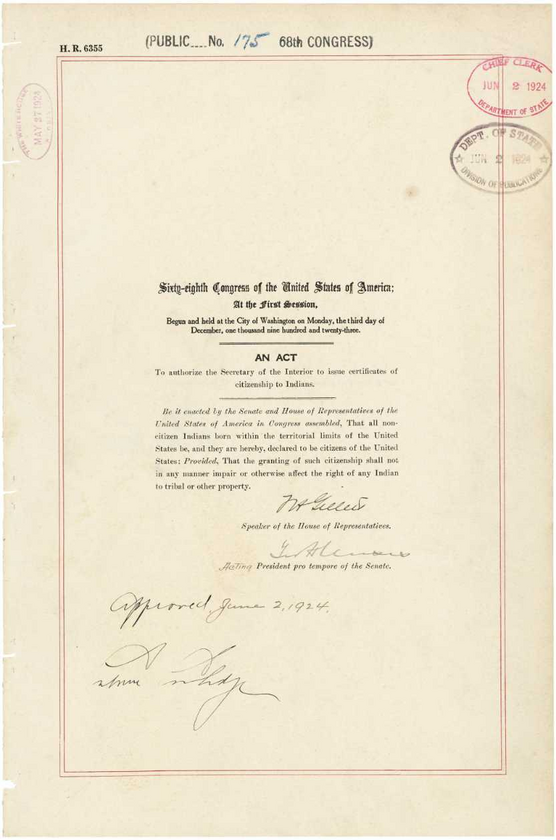 H. R. 6355
(PUBLIC....No. 175 68th CONGRESS)
CHIEF CLERK
JUN 2 1924
DEPARTMENT OF STATE
THE WHITE HOUSE
MAY 27 1924
DEPT. OF STATE
JUN 2 1924
DIVISION OF PUBLICATIONS
Sixty-eighth Congress of the United States of America;
At the First Session,
Begun and held at the City of Washington on Monday, the third day of
December, one thousand nine hundred and twenty-three.
AN ACT
To authorize the Secretary of the Interior to issue certificates of
citizenship to Indians.
Be it enacted by the Senate and House of Representatives of the
United States of America in Congress assembled, That all non-
citizen Indians born within the territorial limits of the United
States be, and they are hereby, declared to be citizens of the United
States: Provided, That the granting of such citizenship shall not
in any manner impair or otherwise affect the right of any Indian
to tribal or other property.
Gillett
Speaker of the House of Representatives.
Acting President pro tempore of the Senate.
Approved, June 2, 1924.